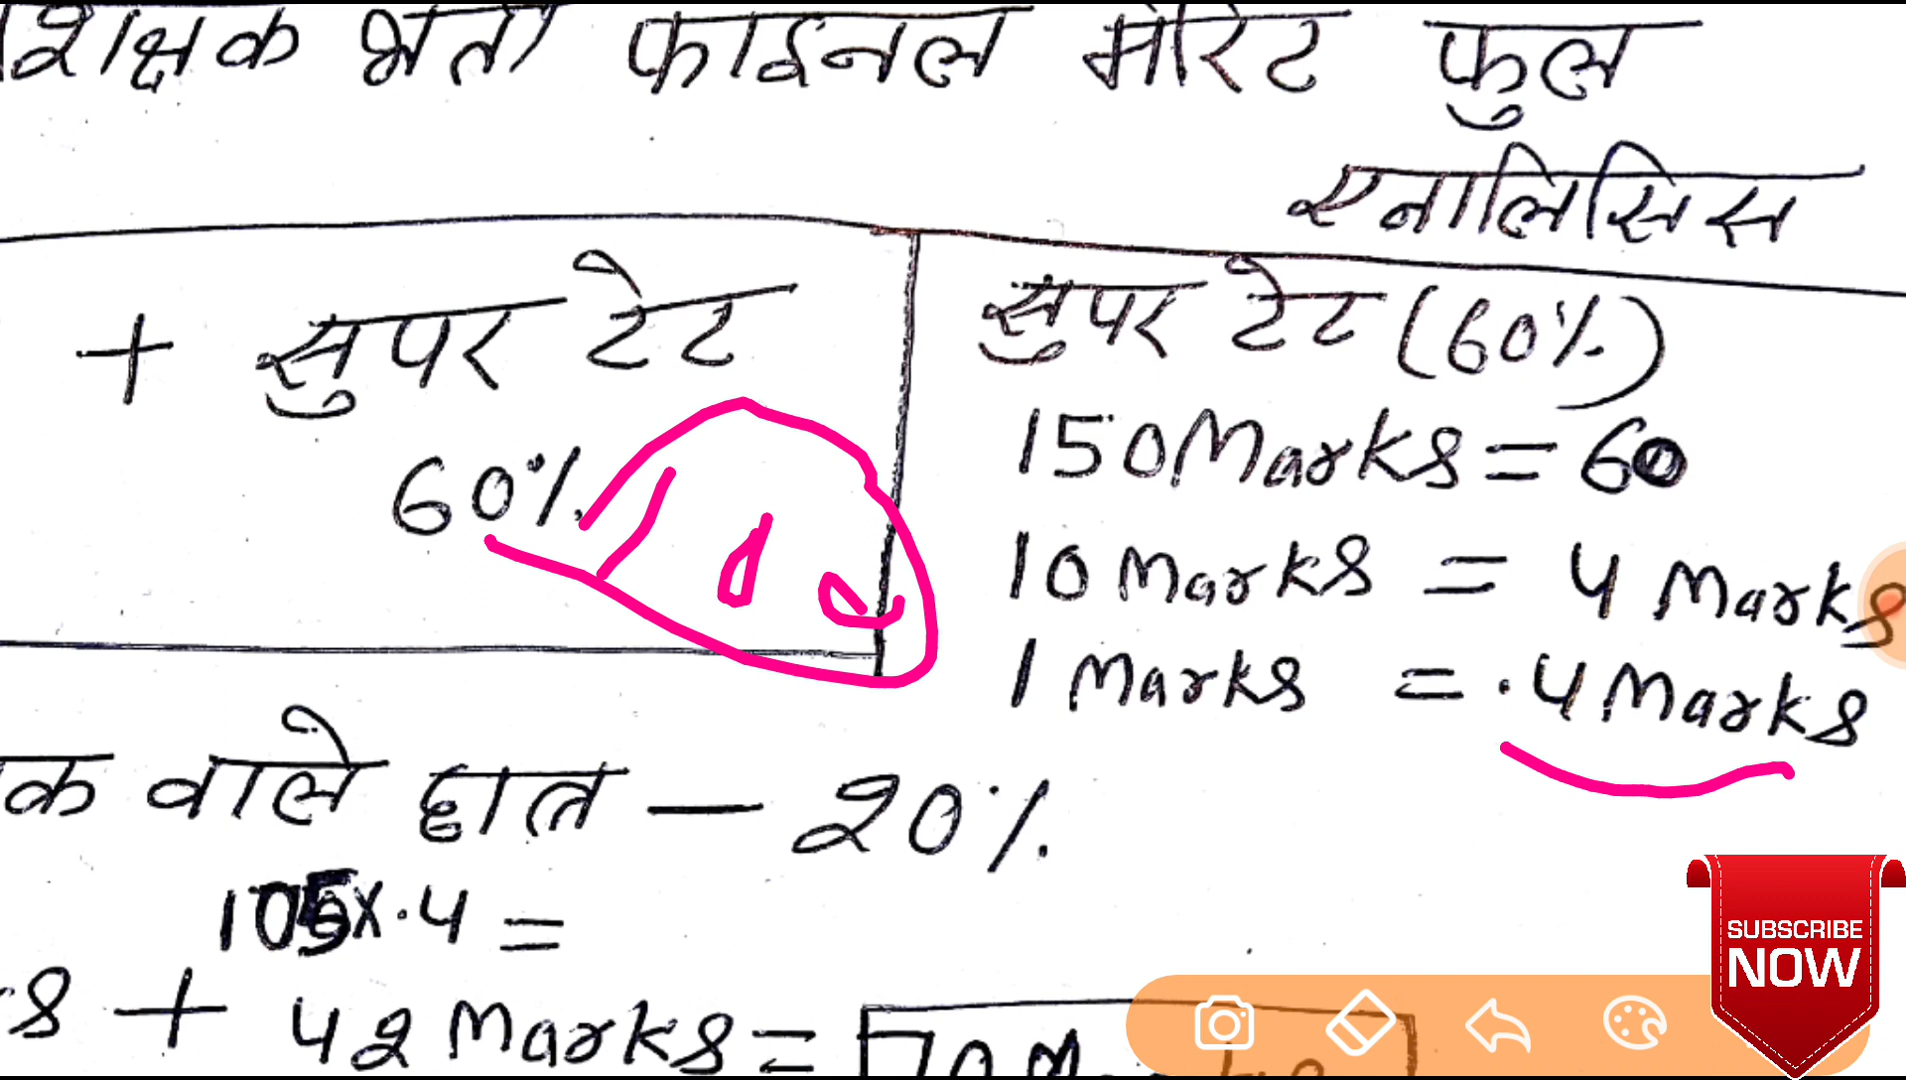 शिक्षक भर्ती फाइनल मेरिट फुल
एनालिसिस
+ सुपर टेट
60%
सुपर टेट (60%)
150 Marks = 60
10 Marks = 4 Marks
1 Marks = .4 Marks
क वाले छात्र — 20%
105 x .4 =
+ 42 Marks =
SUBSCRIBE
NOW